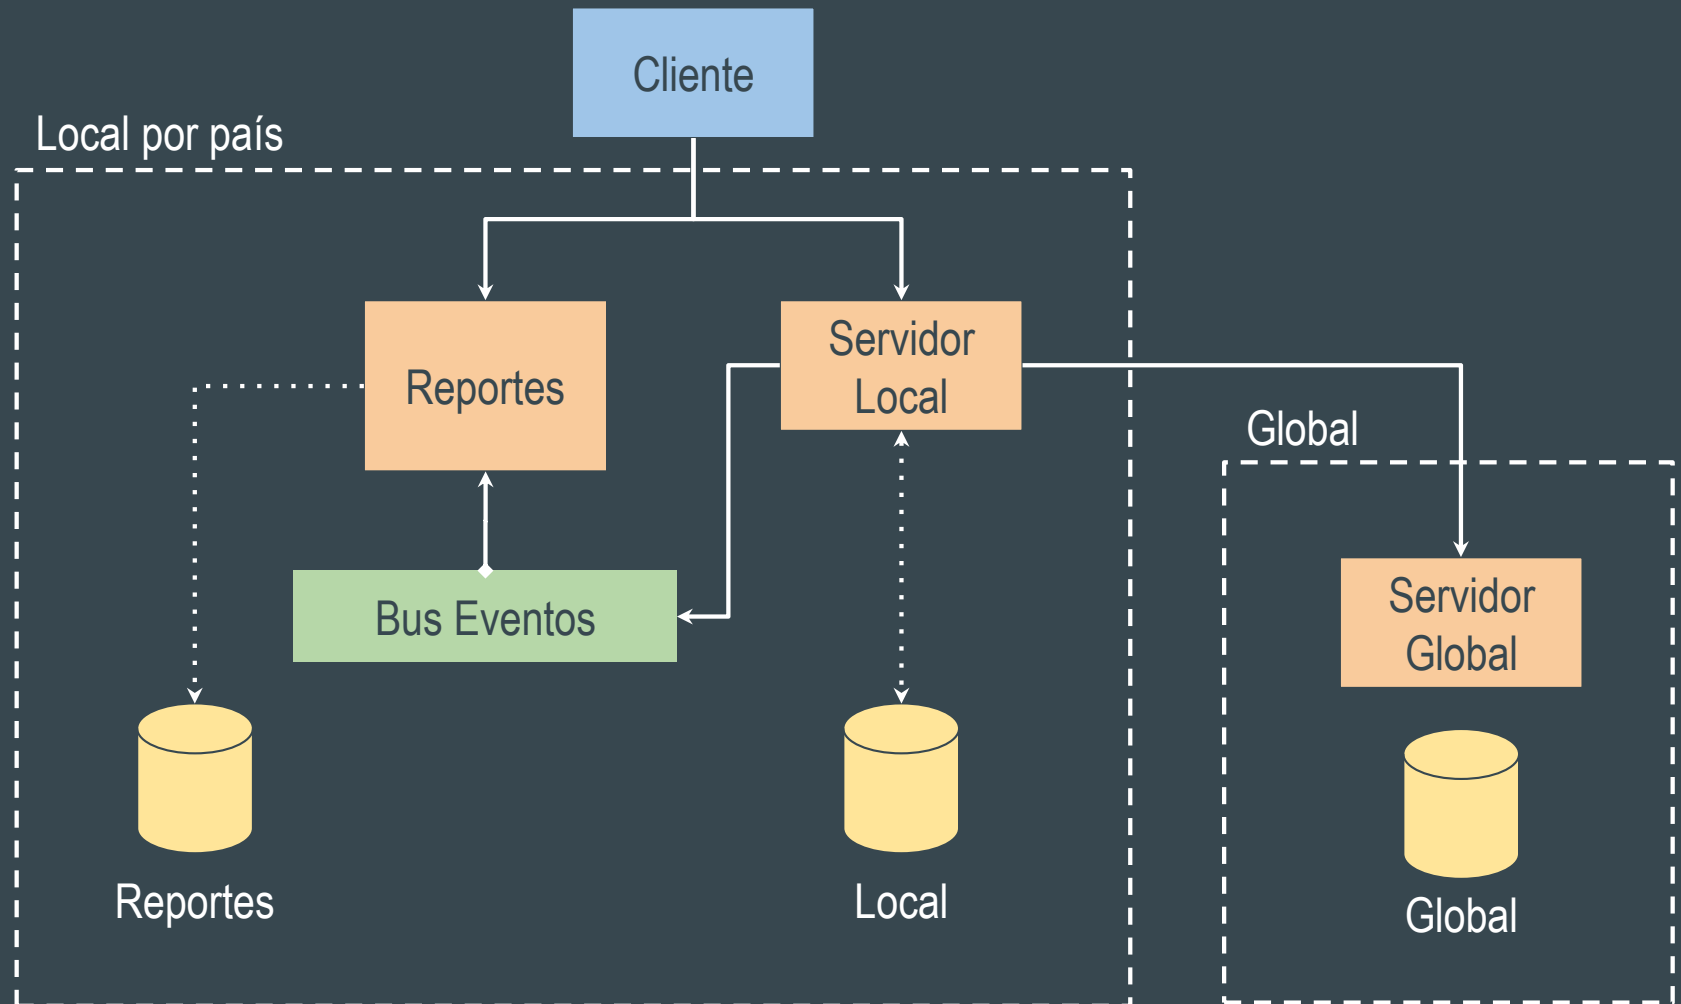 Cliente
Local por país
Reportes
Servidor
Local
Global
Bus Eventos
Servidor
Global
Reportes
Local
Global